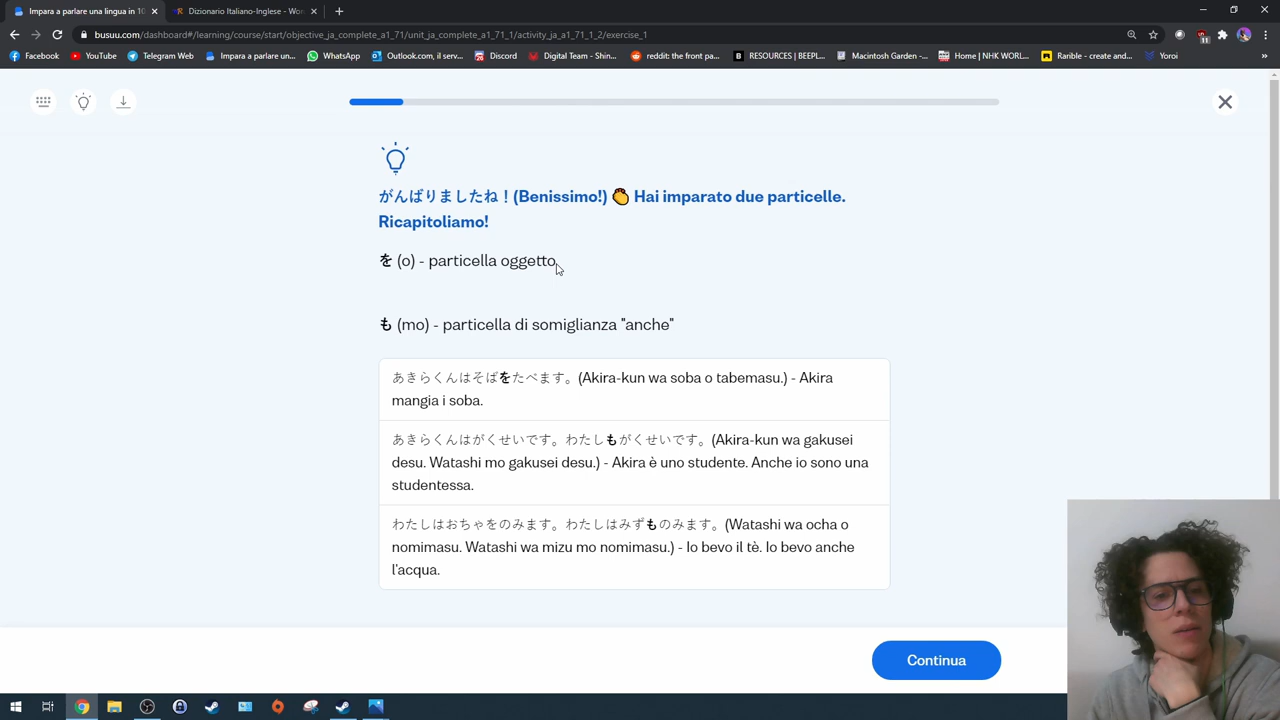 Impara a parlare una lingua in 10
Dizionario Italiano-Inglese - Wor
busuu.com/dashboard#/learning/course/start/objective_ja_complete_a1_71/unit_ja_complete_a1_71_1/activity_ja_a1_71_1_2/exercise_1
Facebook YouTube Telegram Web Impara a parlare un... WhatsApp Outlook.com, il serv... Discord Digital Team - Shin... RESOURCES | BEEPL... reddit: the front pa... Macintosh Garden -... Home | NHK WORL... Rarible - create and... Yoroi
がんばりましたね！(Benissimo!) 👏 Hai imparato due particelle.
Ricapitoliamo!
を (o) - particella oggetto
も (mo) - particella di somiglianza "anche"
あきらくんはそばをたべます。(Akira-kun wa soba o tabemasu.) - Akira
mangia i soba.
あきらくんはがくせいです。わたしもがくせいです。(Akira-kun wa gakusei
desu. Watashi mo gakusei desu.) - Akira è uno studente. Anche io sono una
studentessa.
わたしはおちゃをのみます。わたしはみずものみます。(Watashi wa ocha o
nomimasu. Watashi wa mizu mo nomimasu.) - Io bevo il tè. Io bevo anche
l'acqua.
Continua